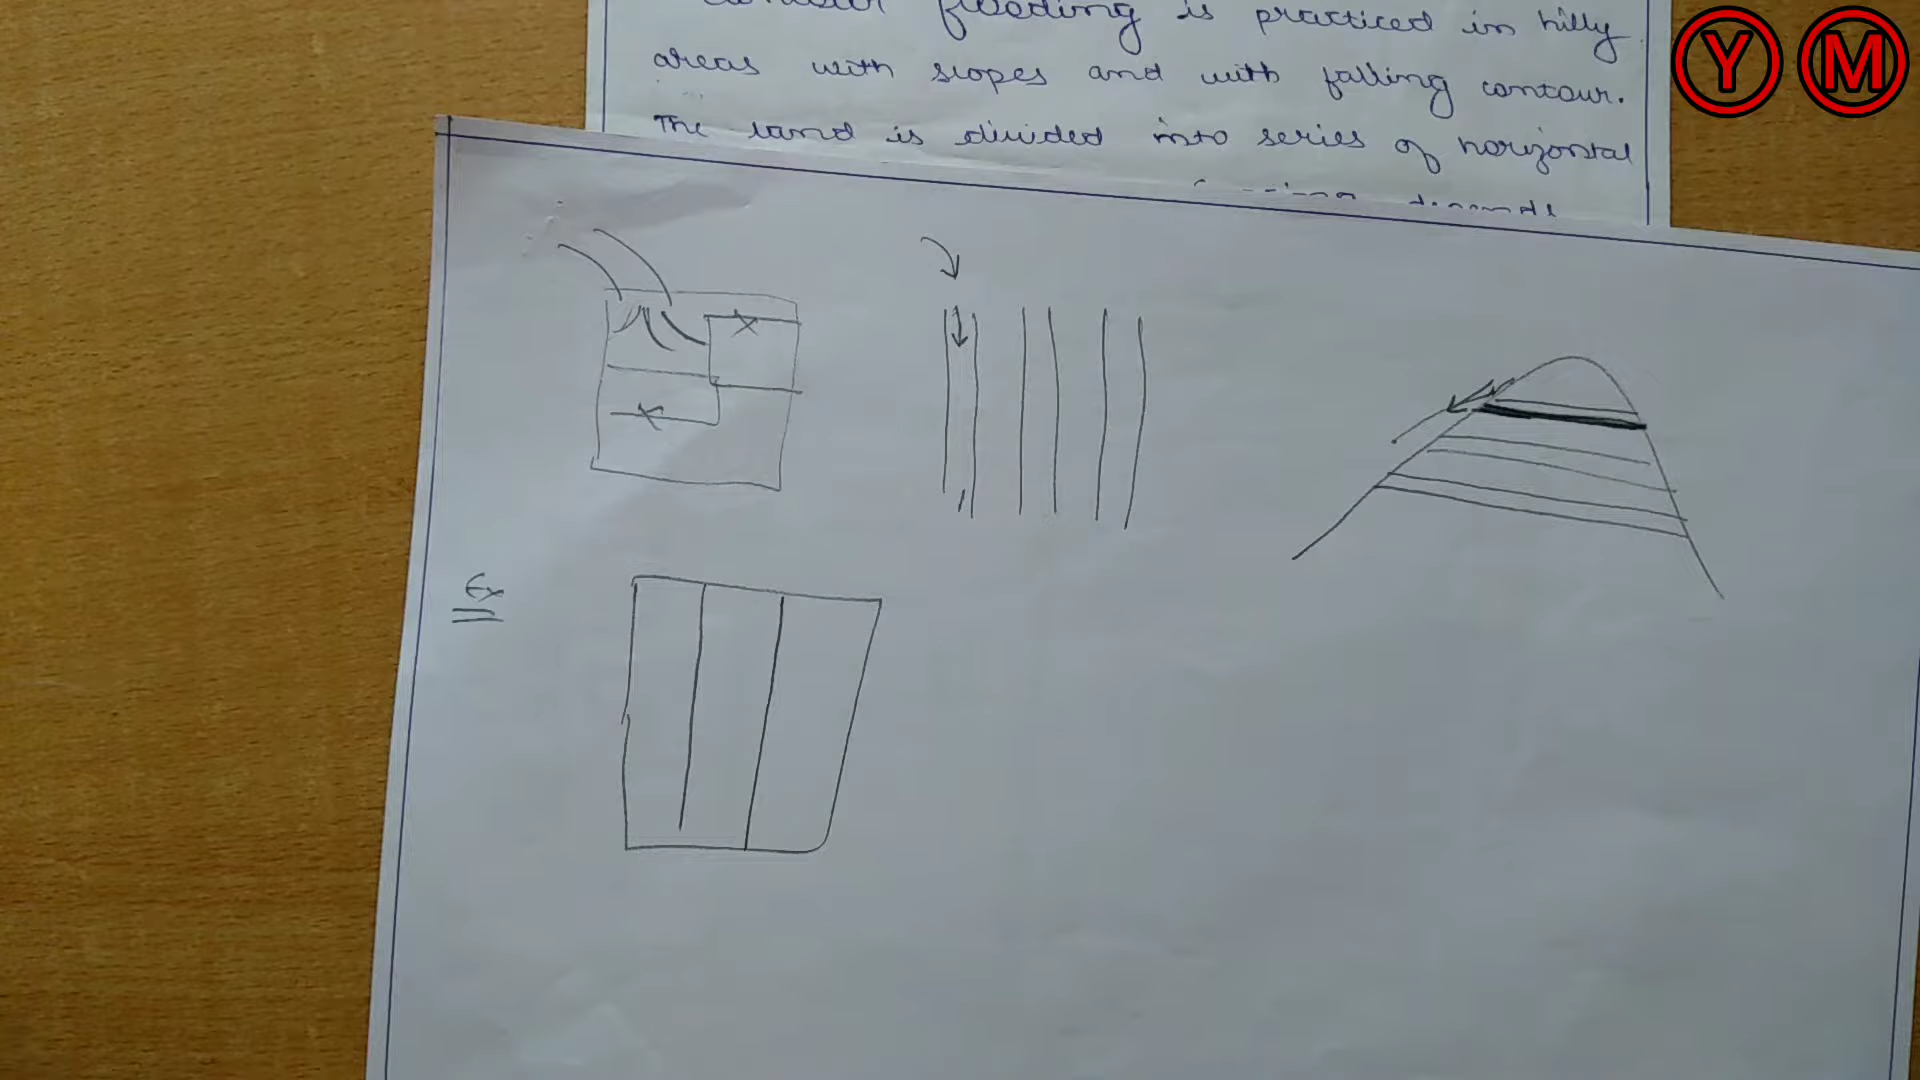 flooding is practiced in hilly
areas with slopes and with falling contour.
The land is divided into series of horizontal
Y M
Ex